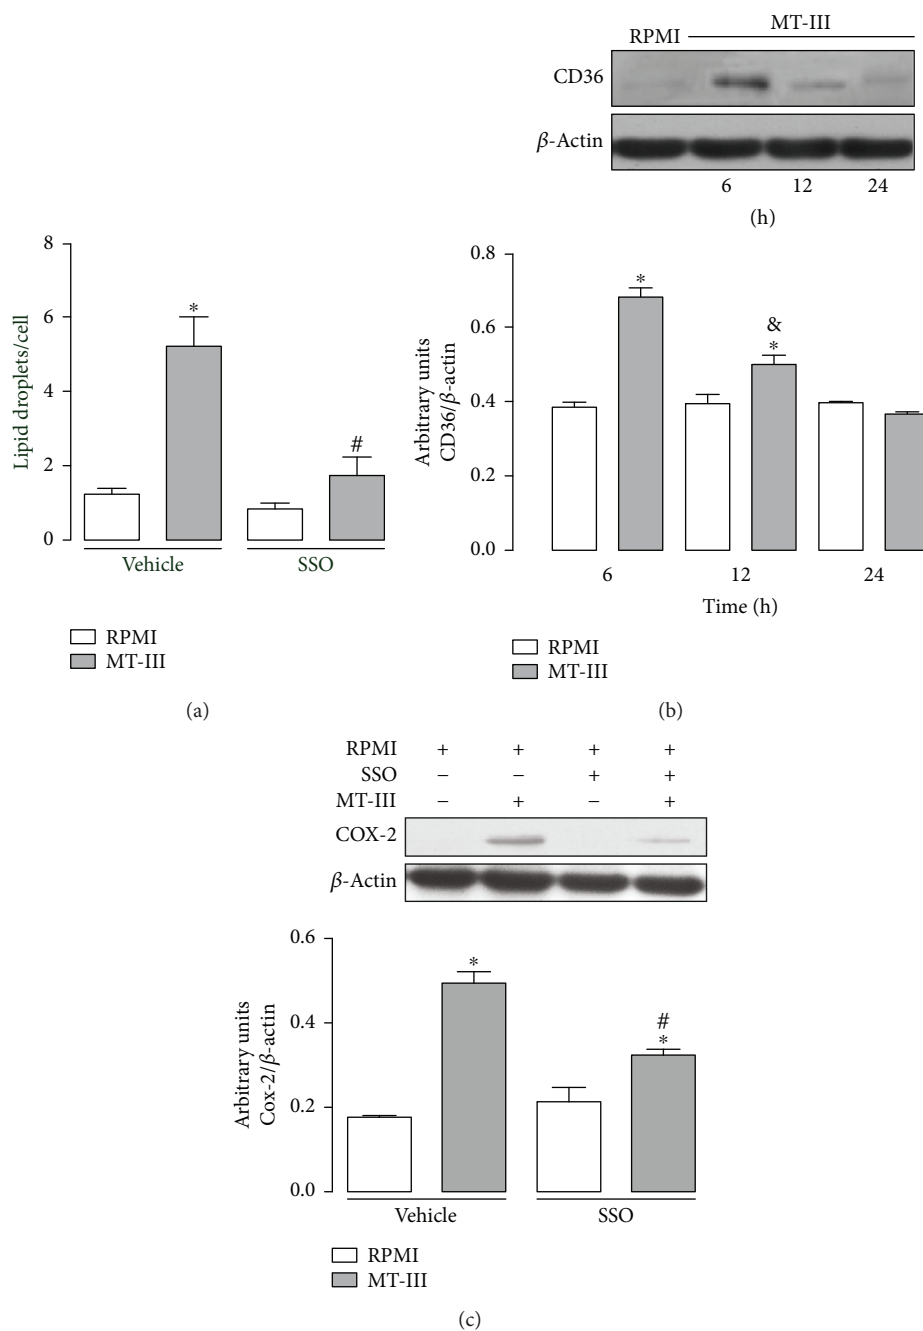 MT-III
RPMI
CD36
β-Actin
6 12 24
(h)
8
6
4
2
0
Lipid droplets/cell
*
#
Vehicle SSO
RPMI
MT-III
(a)
0.8
0.6
0.4
0.2
0.0
Arbitrary units
CD36/β-actin
*
&
*
6 12 24
Time (h)
RPMI
MT-III
(b)
RPMI + + + +
SSO − − + +
MT-III − + − +
COX-2
β-Actin
0.6
0.4
0.2
0.0
Arbitrary units
Cox-2/β-actin
*
#
*
Vehicle SSO
RPMI
MT-III
(c)